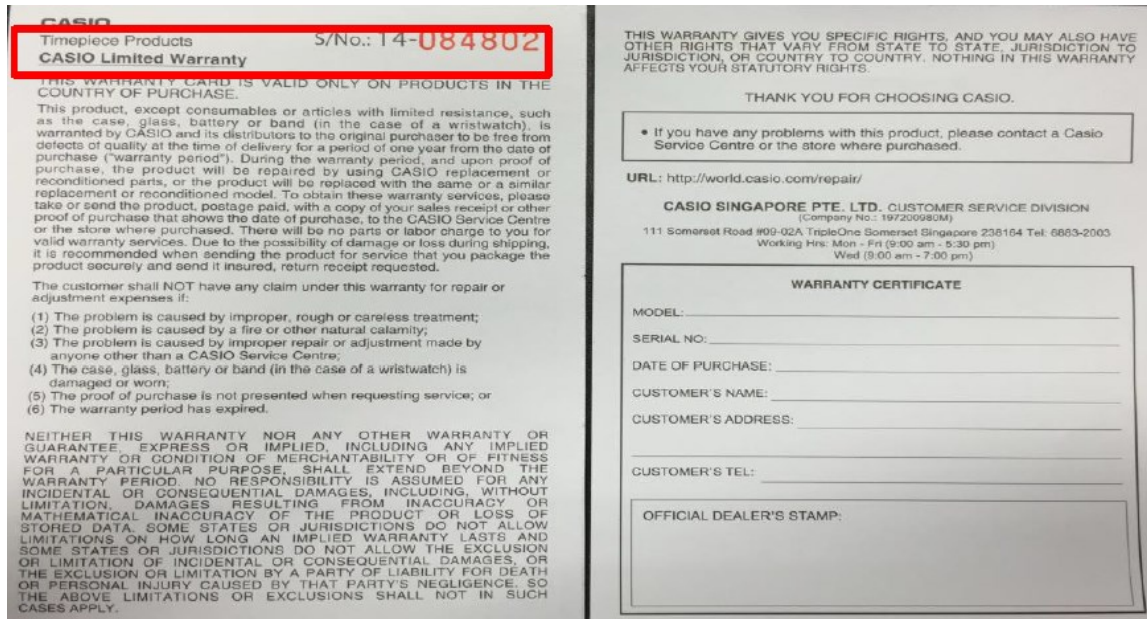 CASIO
Timepiece Products
S/No.: 14-084802
CASIO Limited Warranty
THIS WARRANTY CARD IS VALID ONLY ON PRODUCTS IN THE
COUNTRY OF PURCHASE.
This product, except consumables or articles with limited resistance, such
as the case, glass, battery or band (in the case of a wristwatch), is
warranted by CASIO and its distributors to the original purchaser to be free from
defects of quality at the time of delivery for a period of one year from the date of
purchase ("warranty period"). During the warranty period, and upon proof of
purchase, the product will be repaired by using CASIO replacement or
reconditioned parts, or the product will be replaced with the same or a similar
replacement or reconditioned model. To obtain these warranty services, please
take or send the product, postage paid, with a copy of your sales receipt or other
proof of purchase that shows the date of purchase, to the CASIO Service Centre
or the store where purchased. There will be no parts or labor charge to you for
valid warranty services. Due to the possibility of damage or loss during shipping,
it is recommended when sending the product for service that you package the
product securely and send it insured, return receipt requested.
The customer shall NOT have any claim under this warranty for repair or
adjustment expenses if:
(1) The problem is caused by improper, rough or careless treatment;
(2) The problem is caused by a fire or other natural calamity;
(3) The problem is caused by improper repair or adjustment made by
anyone other than a CASIO Service Centre;
(4) The case, glass, battery or band (in the case of a wristwatch) is
damaged or worn;
(5) The proof of purchase is not presented when requesting service; or
(6) The warranty period has expired.
NEITHER THIS WARRANTY NOR ANY OTHER WARRANTY OR
GUARANTEE, EXPRESS OR IMPLIED, INCLUDING ANY IMPLIED
WARRANTY OR CONDITION OF MERCHANTABILITY OR OF FITNESS
FOR A PARTICULAR PURPOSE, SHALL EXTEND BEYOND THE
WARRANTY PERIOD. NO RESPONSIBILITY IS ASSUMED FOR ANY
INCIDENTAL OR CONSEQUENTIAL DAMAGES, INCLUDING, WITHOUT
LIMITATION, DAMAGES RESULTING FROM INACCURACY OR
MATHEMATICAL INACCURACY OF THE PRODUCT OR LOSS OF
STORED DATA. SOME STATES OR JURISDICTIONS DO NOT ALLOW
LIMITATIONS ON HOW LONG AN IMPLIED WARRANTY LASTS AND
SOME STATES OR JURISDICTIONS DO NOT ALLOW THE EXCLUSION
OR LIMITATION OF INCIDENTAL OR CONSEQUENTIAL DAMAGES, OR
THE EXCLUSION OR LIMITATION BY A PARTY OF LIABILITY FOR DEATH
OR PERSONAL INJURY CAUSED BY THAT PARTY'S NEGLIGENCE. SO
THE ABOVE LIMITATIONS OR EXCLUSIONS SHALL NOT IN SUCH
CASES APPLY.
THIS WARRANTY GIVES YOU SPECIFIC RIGHTS, AND YOU MAY ALSO HAVE
OTHER RIGHTS THAT VARY FROM STATE TO STATE, JURISDICTION TO
JURISDICTION, OR COUNTRY TO COUNTRY. NOTHING IN THIS WARRANTY
AFFECTS YOUR STATUTORY RIGHTS.
THANK YOU FOR CHOOSING CASIO.
• If you have any problems with this product, please contact a Casio
Service Centre or the store where purchased.
URL: http://world.casio.com/repair/
CASIO SINGAPORE PTE. LTD. CUSTOMER SERVICE DIVISION
(Company No.: 197200980M)
111 Somerset Road #09-02A TripleOne Somerset Singapore 238164 Tel: 6883-2003
Working Hrs: Mon - Fri (9:00 am - 5:30 pm)
Wed (9:00 am - 7:00 pm)
WARRANTY CERTIFICATE
MODEL:
SERIAL NO:
DATE OF PURCHASE:
CUSTOMER'S NAME:
CUSTOMER'S ADDRESS:
CUSTOMER'S TEL:
OFFICIAL DEALER'S STAMP: